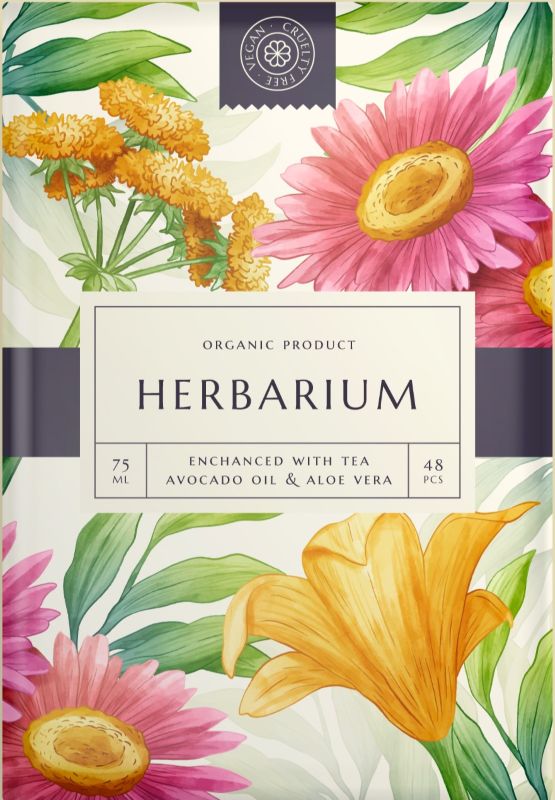 · VEGAN · CRUELTY FREE
ORGANIC PRODUCT
HERBARIUM
75
ML
ENCHANCED WITH TEA
AVOCADO OIL & ALOE VERA
48
PCS